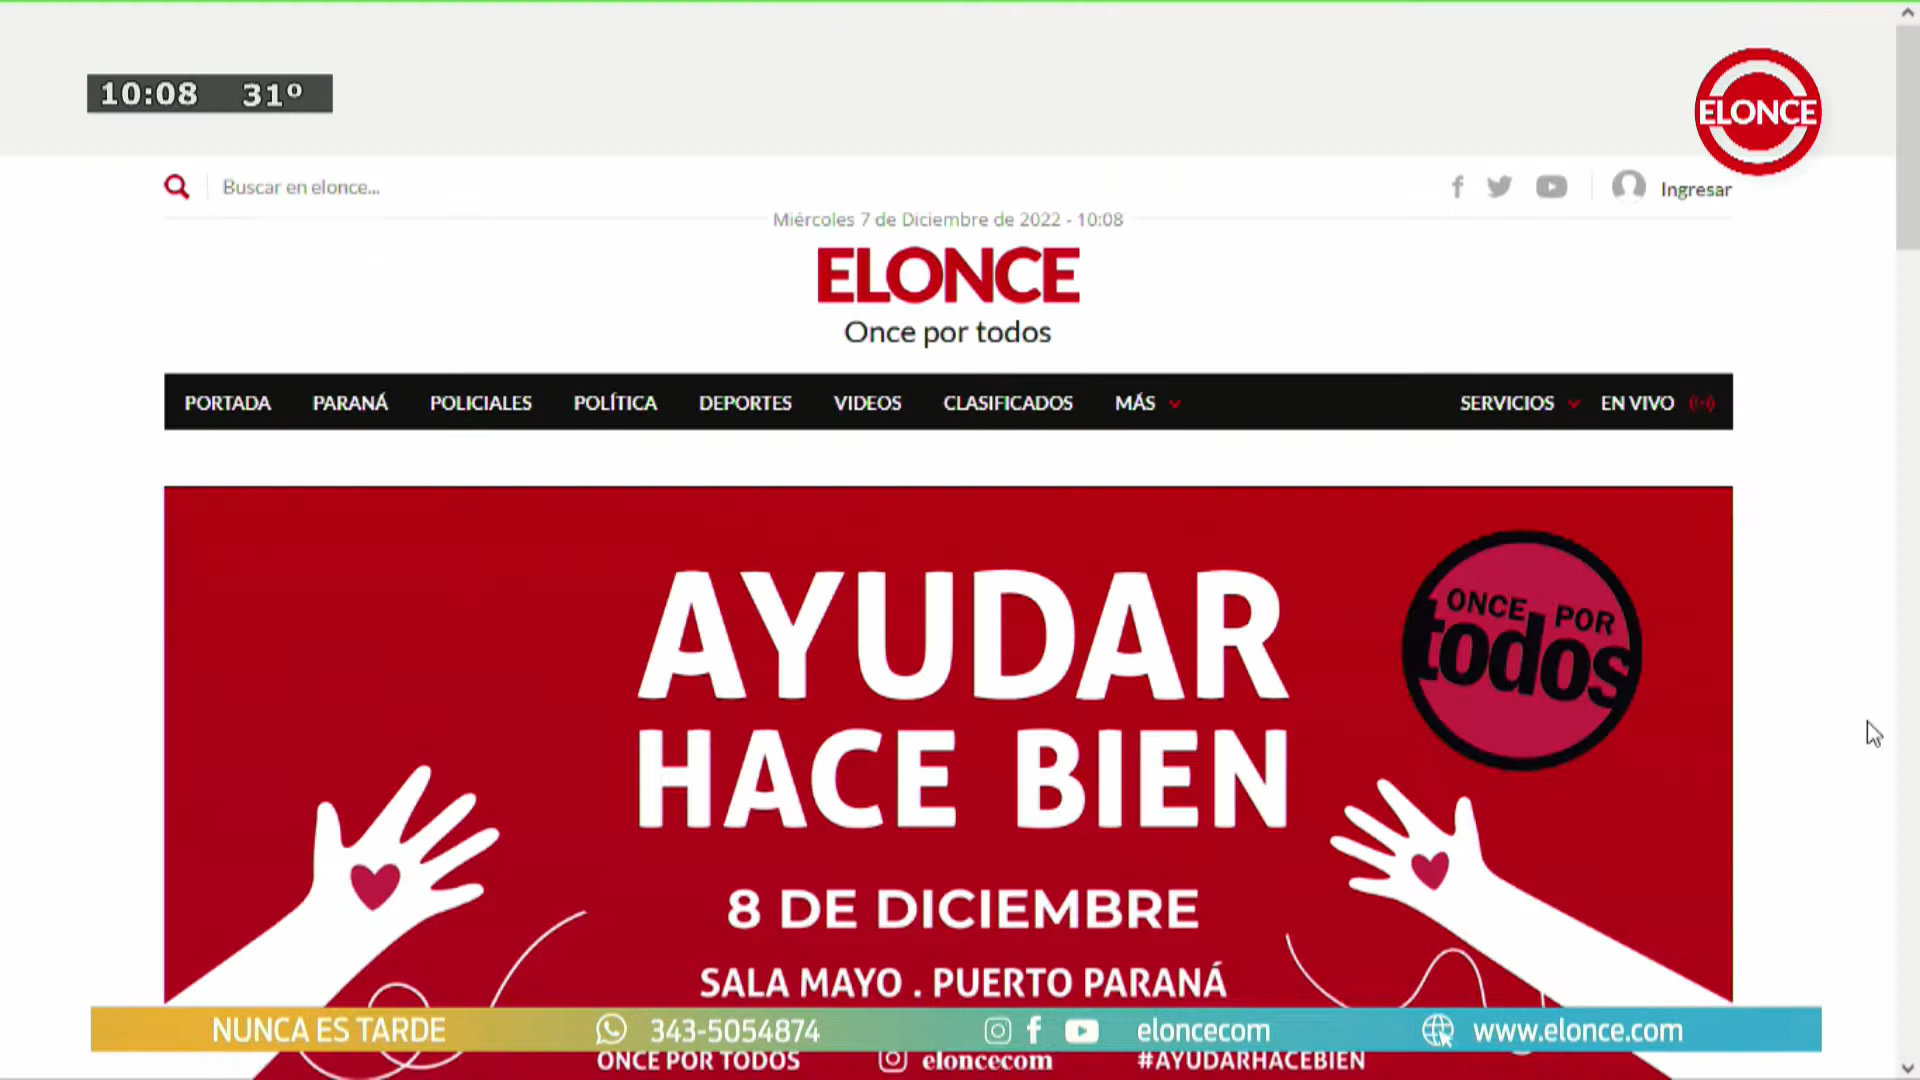 10:08 31º
ELONCE
Buscar en elonce...
Ingresar
Miércoles 7 de Diciembre de 2022 - 10:08
ELONCE
Once por todos
PORTADA PARANÁ POLICIALES POLÍTICA DEPORTES VIDEOS CLASIFICADOS MÁS SERVICIOS EN VIVO
ONCE POR
todos
AYUDAR
HACE BIEN
8 DE DICIEMBRE
SALA MAYO . PUERTO PARANÁ
NUNCA ES TARDE 343-5054874 eloncecom www.elonce.com
ONCE POR TODOS eloncecom #AYUDARHACEBIEN